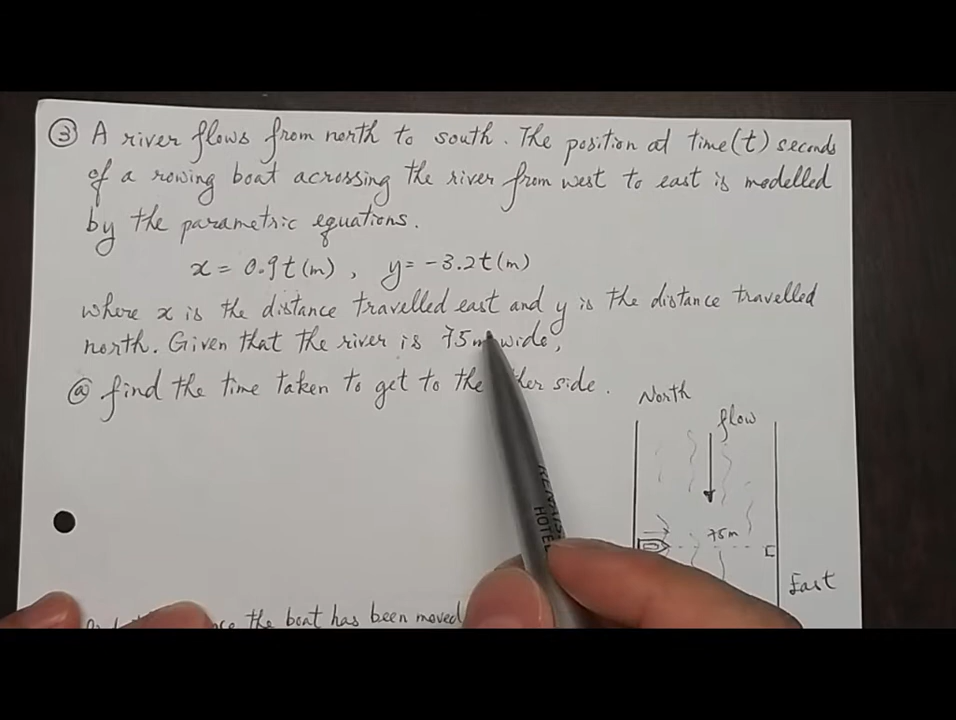 ③ A river flows from north to south. The position at time(t) seconds
of a rowing boat acrossing the river from west to east is modelled
by the parametric equations.
x = 0.9t(m), y = -3.2t(m)
where x is the distance travelled east and y is the distance travelled
north. Given that the river is 75m wide,
ⓐ find the time taken to get to the side.
North
flow
75m
East
HOTEL
the boat has been moved